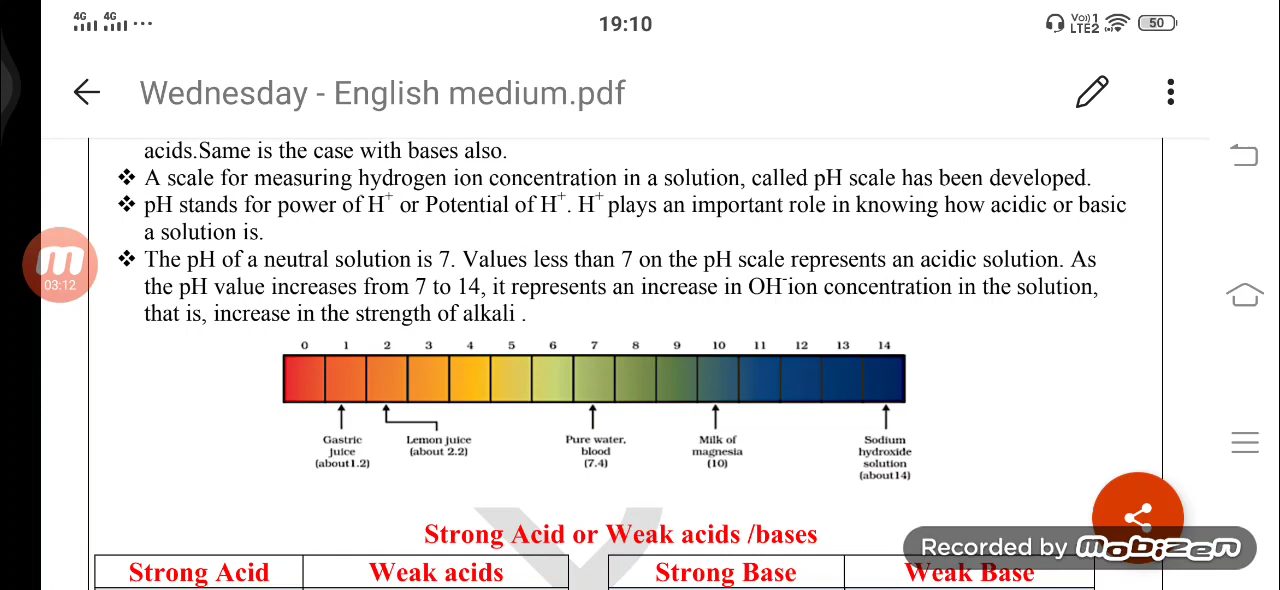 4G 4G ... 19:10 Vo)) 1 LTE2 50
Wednesday - English medium.pdf
acids.Same is the case with bases also.
❖ A scale for measuring hydrogen ion concentration in a solution, called pH scale has been developed.
❖ pH stands for power of H⁺ or Potential of H⁺. H⁺ plays an important role in knowing how acidic or basic
a solution is.
❖ The pH of a neutral solution is 7. Values less than 7 on the pH scale represents an acidic solution. As
the pH value increases from 7 to 14, it represents an increase in OH⁻ion concentration in the solution,
that is, increase in the strength of alkali .
03:12
0 1 2 3 4 5 6 7 8 9 10 11 12 13 14
Gastric
juice
(about1.2)
Lemon juice
(about 2.2)
Pure water,
blood
(7.4)
Milk of
magnesia
(10)
Sodium
hydroxide
solution
(about14)
Strong Acid or Weak acids /bases
Recorded by mobizen
Strong Acid Weak acids Strong Base Weak Base